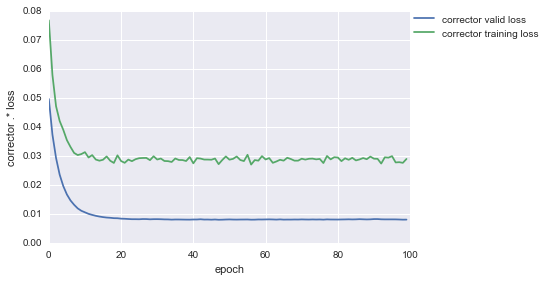 0.08
0.07
0.06
0.05
0.04
0.03
0.02
0.01
0.00
corrector .* loss
0 20 40 60 80 100
epoch
corrector valid loss
corrector training loss